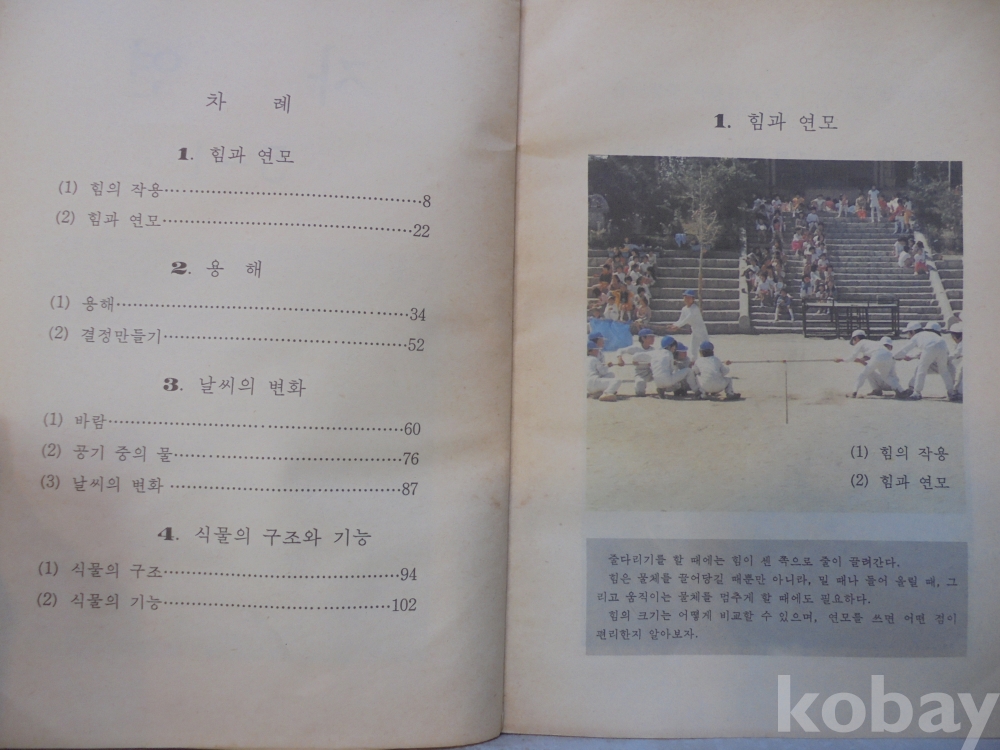 차 례
1. 힘과 연모
(1) 힘의 작용 8
(2) 힘과 연모 22
2. 용 해
(1) 용해 34
(2) 결정만들기 52
3. 날씨의 변화
(1) 바람 60
(2) 공기 중의 물 76
(3) 날씨의 변화 87
4. 식물의 구조와 기능
(1) 식물의 구조 94
(2) 식물의 기능 102
1. 힘과 연모
(1) 힘의 작용
(2) 힘과 연모
줄다리기를 할 때에는 힘이 센 쪽으로 줄이 끌려간다.
힘은 물체를 끌어당길 때뿐만 아니라, 밀 때나 들어 올릴 때, 그
리고 움직이는 물체를 멈추게 할 때에도 필요하다.
힘의 크기는 어떻게 비교할 수 있으며, 연모를 쓰면 어떤 점이
편리한지 알아보자.
kobay